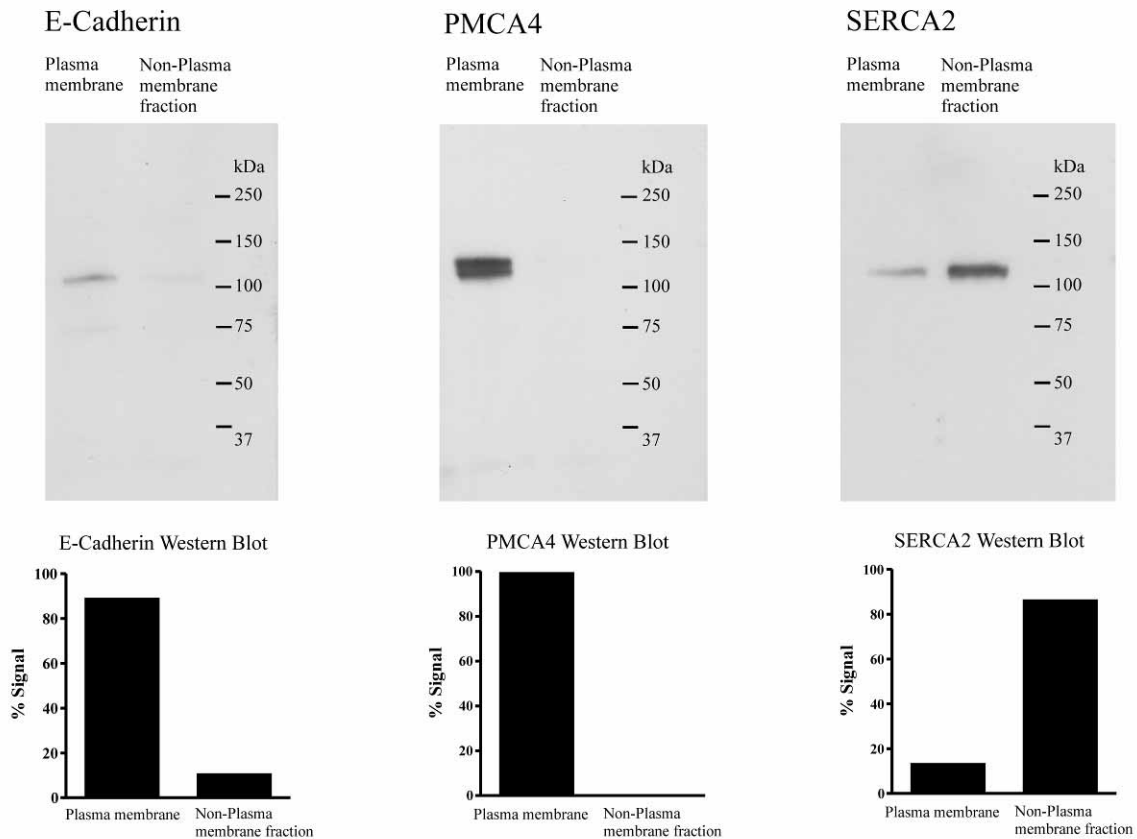 E-Cadherin
Plasma
membrane
Non-Plasma
membrane
fraction
kDa
250
150
100
75
50
37
E-Cadherin Western Blot
% Signal
100
80
60
40
20
0
Plasma membrane
Non-Plasma
membrane fraction
PMCA4
Plasma
membrane
Non-Plasma
membrane
fraction
kDa
250
150
100
75
50
37
PMCA4 Western Blot
% Signal
100
80
60
40
20
0
Plasma membrane
Non-Plasma
membrane fraction
SERCA2
Plasma
membrane
Non-Plasma
membrane
fraction
kDa
250
150
100
75
50
37
SERCA2 Western Blot
% Signal
100
80
60
40
20
0
Plasma membrane
Non-Plasma
membrane fraction